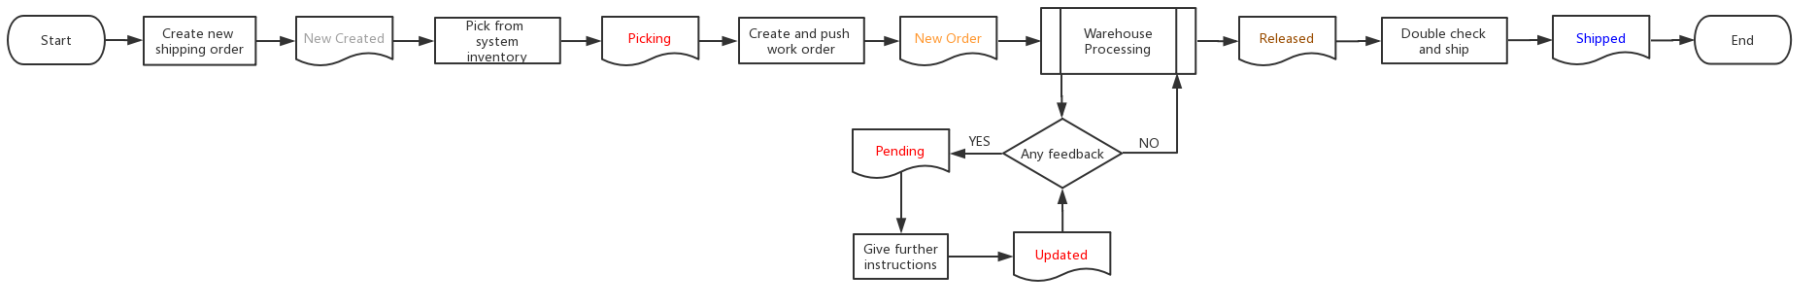 Start
Create new
shipping order
New Created
Pick from
system
inventory
Picking
Create and push
work order
New Order
Warehouse
Processing
Released
Double check
and ship
Shipped
End
YES
NO
Pending
Any feedback
Give further
instructions
Updated